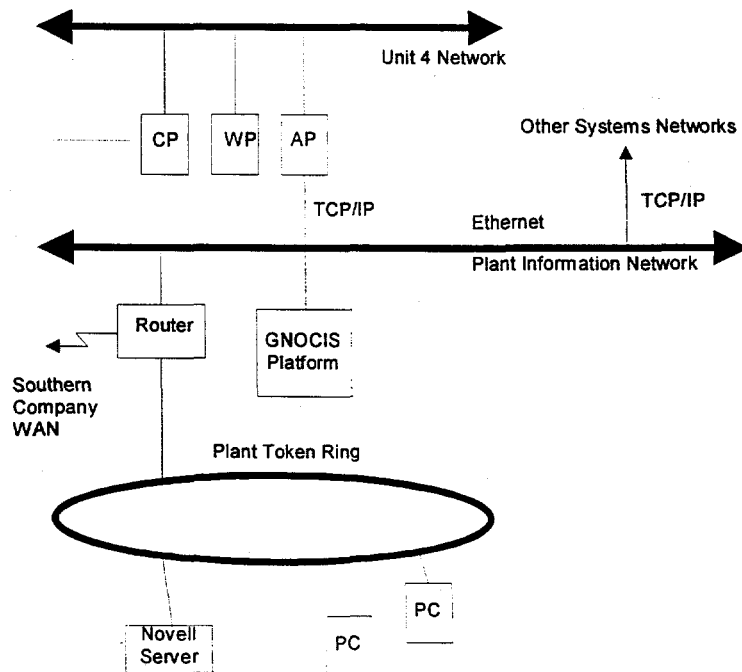 Unit 4 Network
CP
WP
AP
Other Systems Networks
TCP/IP
TCP/IP
Ethernet
Plant Information Network
Router
GNOCIS
Platform
Southern
Company
WAN
Plant Token Ring
PC
Novell
Server
PC